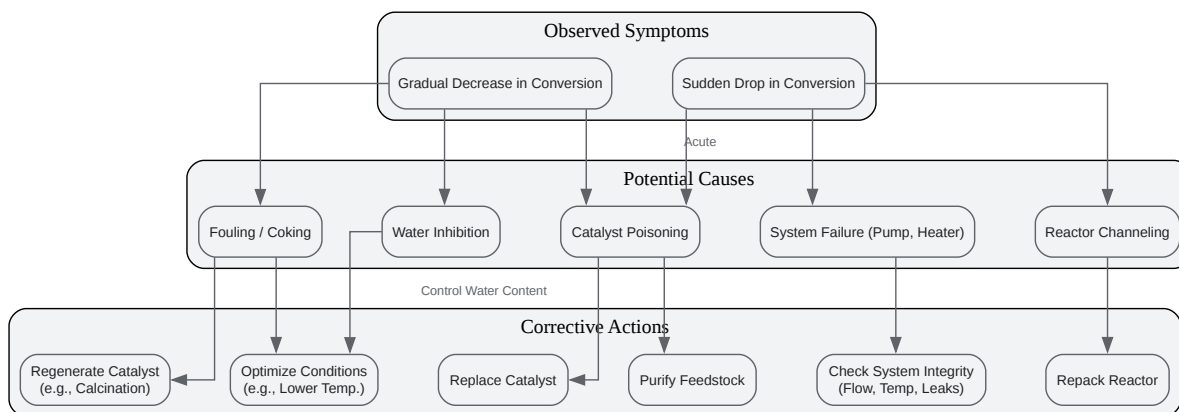 Observed Symptoms
Gradual Decrease in Conversion
Sudden Drop in Conversion
Acute
Potential Causes
Fouling / Coking
Water Inhibition
Catalyst Poisoning
System Failure (Pump, Heater)
Reactor Channeling
Control Water Content
Corrective Actions
Regenerate Catalyst
(e.g., Calcination)
Optimize Conditions
(e.g., Lower Temp.)
Replace Catalyst
Purify Feedstock
Check System Integrity
(Flow, Temp, Leaks)
Repack Reactor